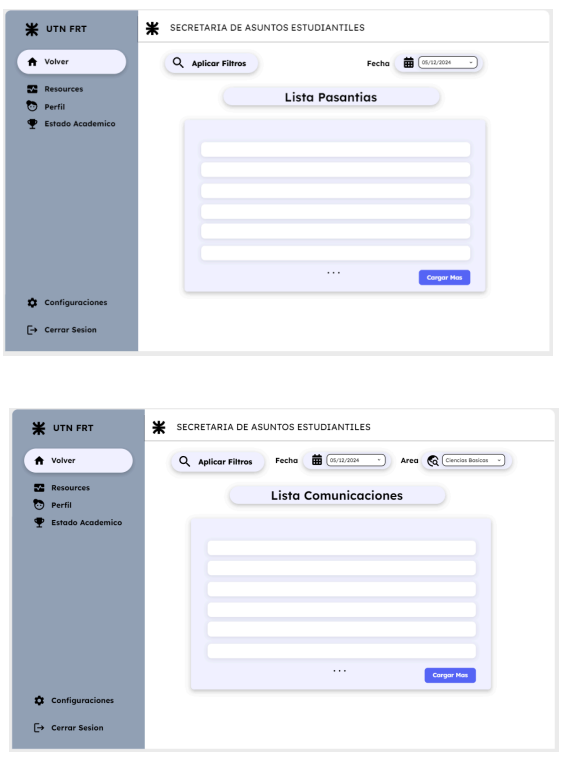 UTN FRT
SECRETARIA DE ASUNTOS ESTUDIANTILES
Volver
Aplicar Filtros
Fecha
05/12/2024
Resources
Perfil
Estado Academico
Lista Pasantias
...
Cargar Mas
Configuraciones
Cerrar Sesion
UTN FRT
SECRETARIA DE ASUNTOS ESTUDIANTILES
Volver
Aplicar Filtros
Fecha
05/12/2024
Area
Ciencias Basicas
Resources
Perfil
Estado Academico
Lista Comunicaciones
...
Cargar Mas
Configuraciones
Cerrar Sesion